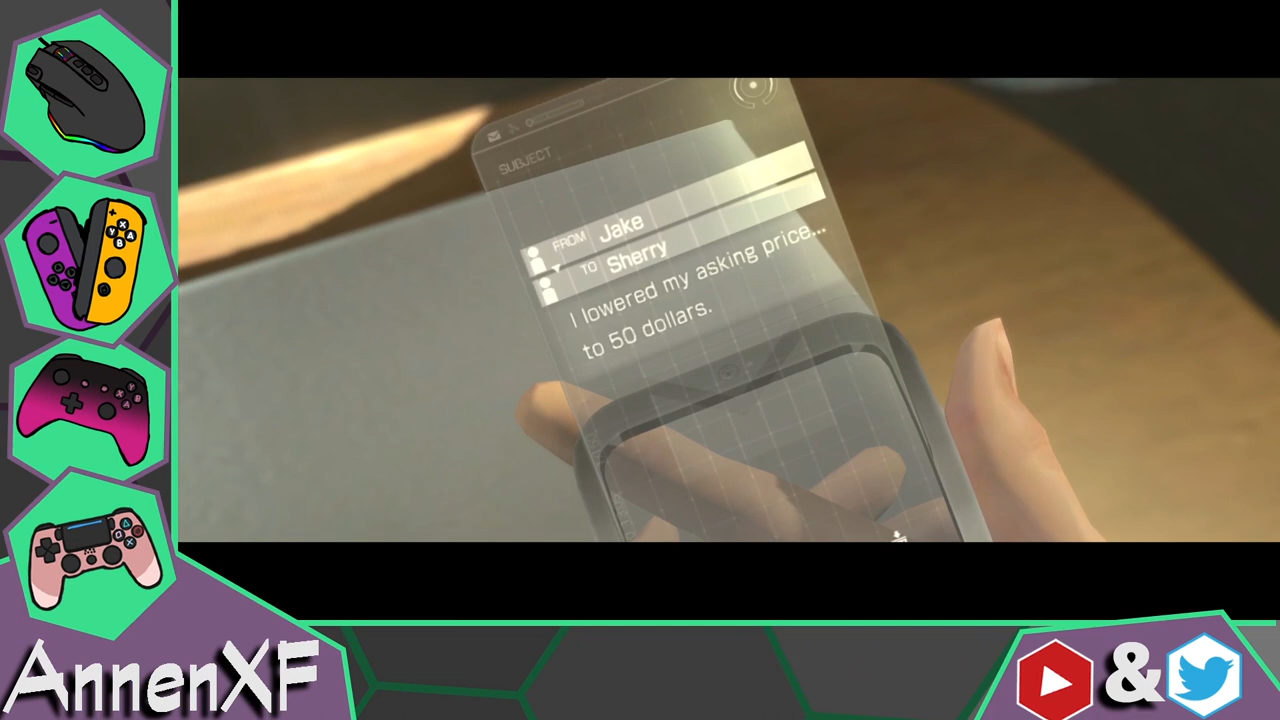 SUBJECT
FROM Jake
TO Sherry
I lowered my asking price...
to 50 dollars.
AnnenXF
&